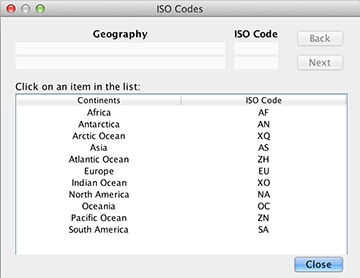 ISO Codes
Geography ISO Code Back
Next
Click on an item in the list:
Continents ISO Code
Africa AF
Antarctica AN
Arctic Ocean XQ
Asia AS
Atlantic Ocean ZH
Europe EU
Indian Ocean XO
North America NA
Oceania OC
Pacific Ocean ZN
South America SA
Close